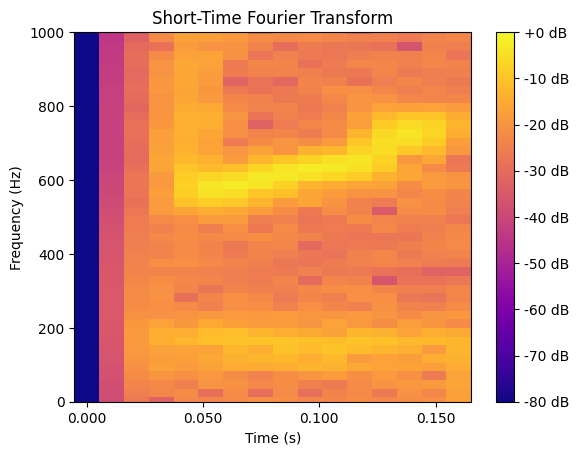 Short-Time Fourier Transform
1000
800
600
400
200
0
Frequency (Hz)
0.000
0.050
0.100
0.150
Time (s)
+0 dB
-10 dB
-20 dB
-30 dB
-40 dB
-50 dB
-60 dB
-70 dB
-80 dB